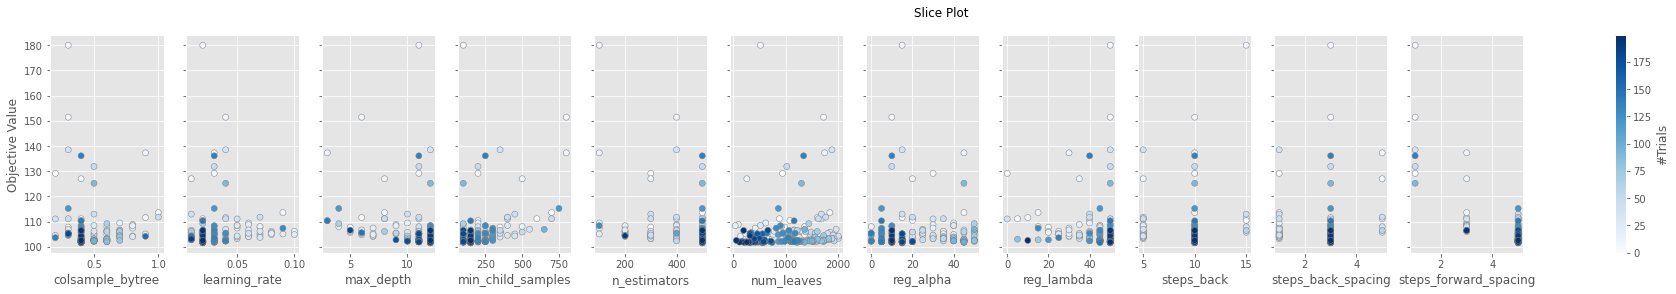 Slice Plot
Objective Value
180
170
160
150
140
130
120
110
100
0.5 1.0
colsample_bytree
0.05 0.10
learning_rate
5 10
max_depth
250 500 750
min_child_samples
200 400
n_estimators
0 1000 2000
num_leaves
0 20 40
reg_alpha
0 20 40
reg_lambda
5 10 15
steps_back
2 4
steps_back_spacing
2 4
steps_forward_spacing
175
150
125
100
75
50
25
0
#Trials